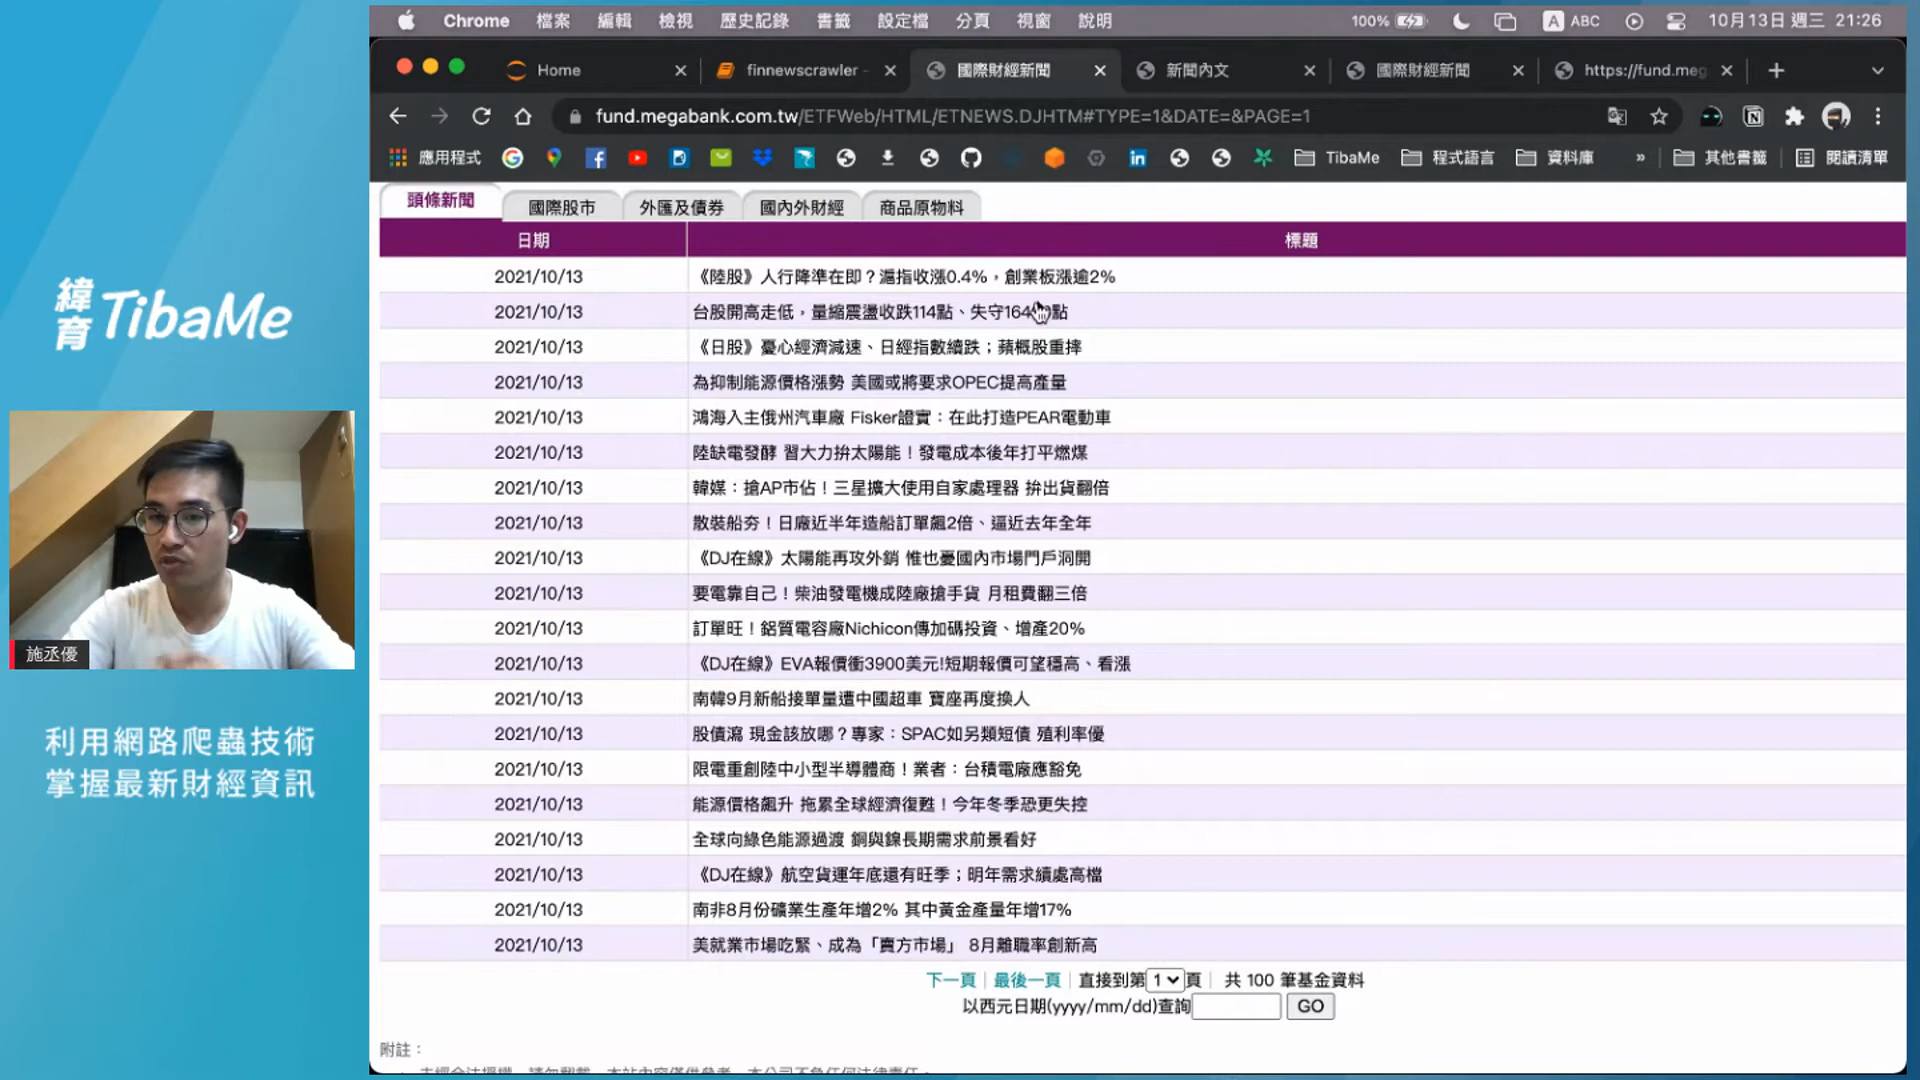 Chrome 檔案 編輯 檢視 歷史記錄 書籤 設定檔 分頁 視窗 說明 100% A ABC 10月13日 週三 21:26
Home finnewscrawler - 國際財經新聞 新聞內文 國際財經新聞 https://fund.meg
fund.megabank.com.tw/ETFWeb/HTML/ETNEWS.DJHTM#TYPE=1&DATE=&PAGE=1
應用程式 TibaMe 程式語言 資料庫 » 其他書籤 閱讀清單
頭條新聞 國際股市 外匯及債券 國內外財經 商品原物料
日期 標題
2021/10/13 《陸股》人行降準在即？滬指收漲0.4%，創業板漲逾2%
2021/10/13 台股開高走低，量縮震盪收跌114點、
2021/10/13 《日股》憂心經濟減速、日經指數續跌；蘋概股重摔
2021/10/13 為抑制能源價格漲勢 美國或將要求OPEC提高產量
2021/10/13 鴻海入主俄州汽車廠 Fisker證實：在此打造PEAR電動車
2021/10/13 陸缺電發酵 習大力拚太陽能！發電成本後年打平燃煤
2021/10/13 韓媒：搶AP市佔！三星擴大使用自家處理器 拚出貨翻倍
2021/10/13 散裝船夯！日廠近半年造船訂單飆2倍、逼近去年全年
2021/10/13 《DJ在線》太陽能再攻外銷 惟也憂國內市場門戶洞開
2021/10/13 要電靠自己！柴油發電機成陸廠搶手貨 月租費翻三倍
2021/10/13 訂單旺！鋁質電容廠Nichicon傳加碼投資、增產20%
2021/10/13 《DJ在線》EVA報價衝3900美元!短期報價可望穩高、看漲
2021/10/13 南韓9月新船接單量遭中國超車 寶座再度換人
2021/10/13 股債瀉 現金該放哪？專家：SPAC如另類短債 殖利率優
2021/10/13 限電重創陸中小型半導體商！業者：台積電廠應豁免
2021/10/13 能源價格飆升 拖累全球經濟復甦！今年冬季恐更失控
2021/10/13 全球向綠色能源過渡 銅與鎳長期需求前景看好
2021/10/13 《DJ在線》航空貨運年底還有旺季；明年需求續處高檔
2021/10/13 南非8月份礦業生產年增2% 其中黃金產量年增17%
2021/10/13 美就業市場吃緊、成為「賣方市場」 8月離職率創新高
下一頁 | 最後一頁 | 直接到第 1 頁 | 共 100 筆基金資料
以西元日期(yyyy/mm/dd)查詢 GO
附註：
緯育 TibaMe
施丞優
利用網路爬蟲技術
掌握最新財經資訊